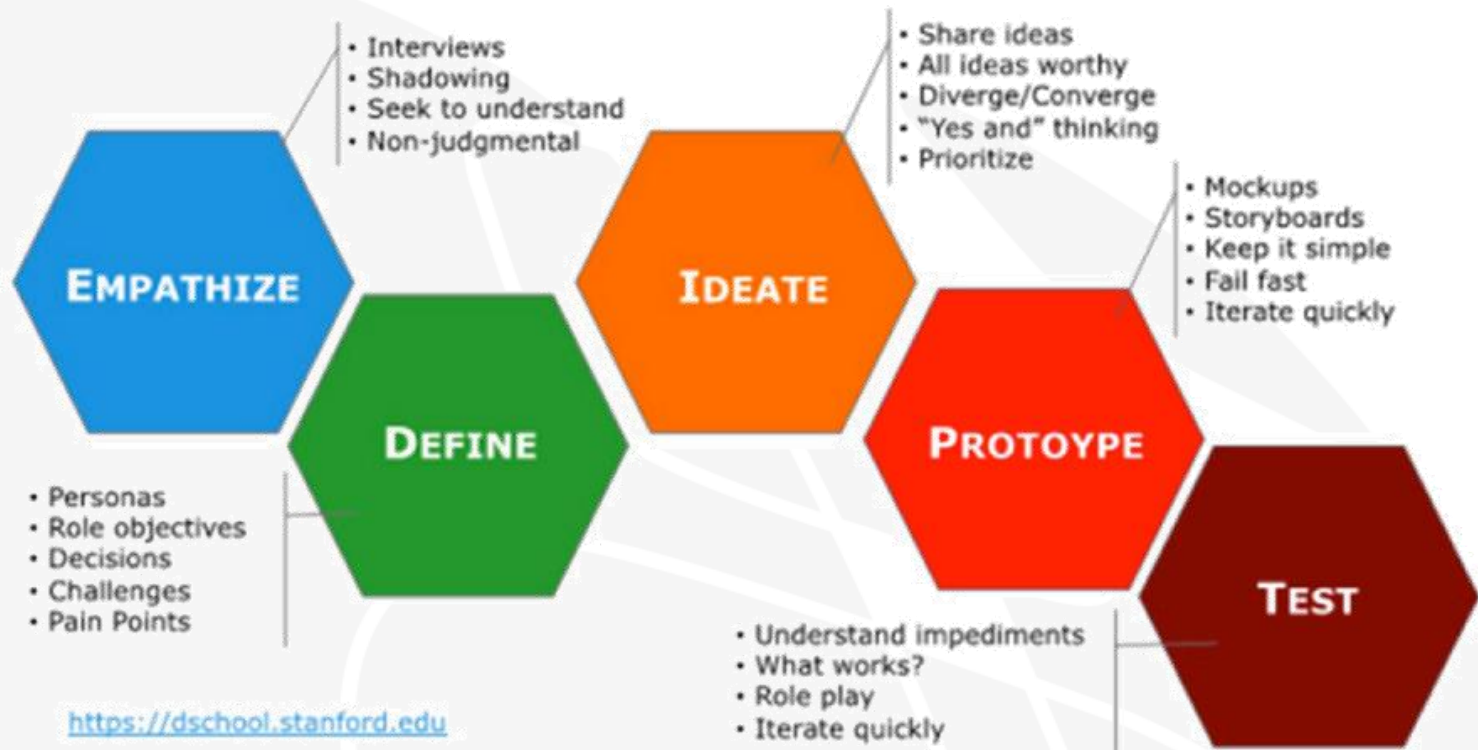 • Interviews
• Shadowing
• Seek to understand
• Non-judgmental
EMPATHIZE
• Personas
• Role objectives
• Decisions
• Challenges
• Pain Points
DEFINE
• Share ideas
• All ideas worthy
• Diverge/Converge
• “Yes and” thinking
• Prioritize
IDEATE
• Mockups
• Storyboards
• Keep it simple
• Fail fast
• Iterate quickly
PROTOYPE
• Understand impediments
• What works?
• Role play
• Iterate quickly
TEST
https://dschool.stanford.edu